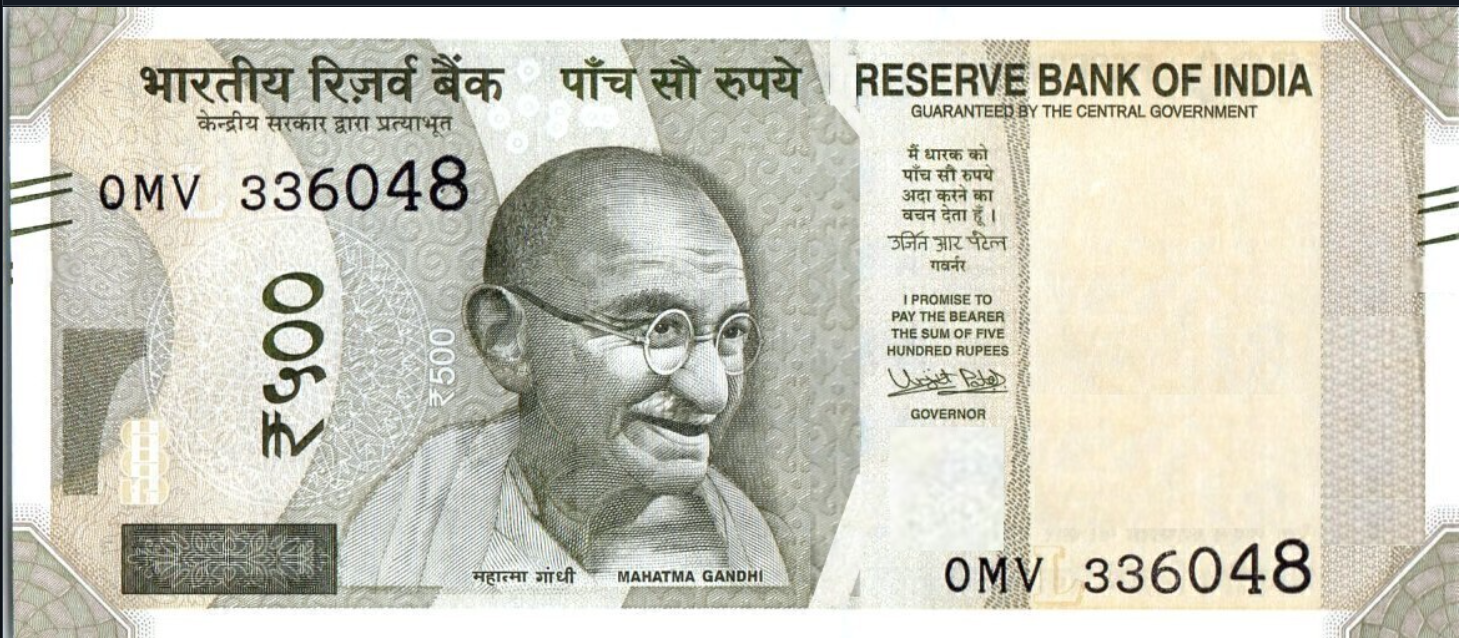 भारतीय रिज़र्व बैंक पाँच सौ रुपये
केन्द्रीय सरकार द्वारा प्रत्याभूत
0MV 336048
₹५००
₹500
महात्मा गांधी MAHATMA GANDHI
RESERVE BANK OF INDIA
GUARANTEED BY THE CENTRAL GOVERNMENT
मैं धारक को
पाँच सौ रुपये
अदा करने का
वचन देता हूँ ।
उर्जित आर पटेल
गवर्नर
I PROMISE TO
PAY THE BEARER
THE SUM OF FIVE
HUNDRED RUPEES
Urjit Patel
GOVERNOR
0MV 336048